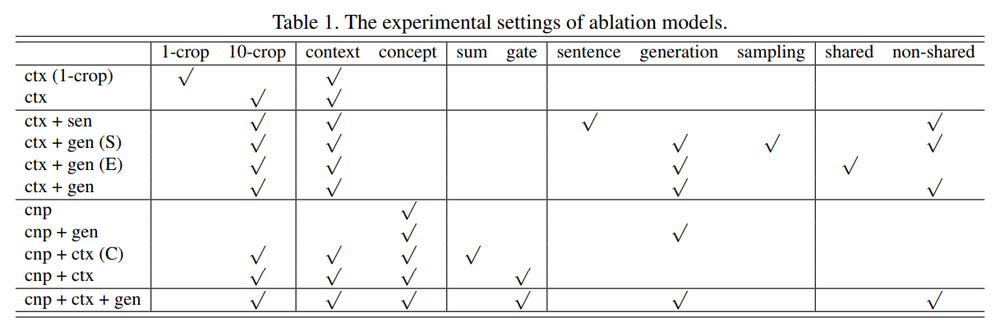 Table 1. The experimental settings of ablation models.
1-crop 10-crop context concept sum gate sentence generation sampling shared non-shared
ctx (1-crop) √ √
ctx √ √
ctx + sen √ √ √ √
ctx + gen (S) √ √ √ √ √
ctx + gen (E) √ √ √ √
ctx + gen √ √ √ √
cnp √
cnp + gen √ √
cnp + ctx (C) √ √ √ √
cnp + ctx √ √ √ √
cnp + ctx + gen √ √ √ √ √ √